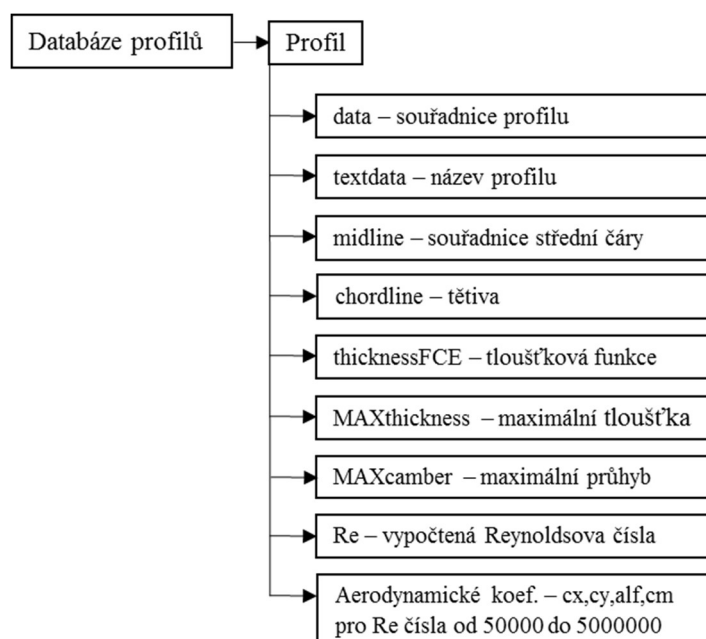 Databáze profilů
Profil
data – souřadnice profilu
textdata – název profilu
midline – souřadnice střední čáry
chordline – tětiva
thicknessFCE – tloušťková funkce
MAXthickness – maximální tloušťka
MAXcamber – maximální průhyb
Re – vypočtená Reynoldsova čísla
Aerodynamické koef. – cx,cy,alf,cm
pro Re čísla od 50000 do 5000000